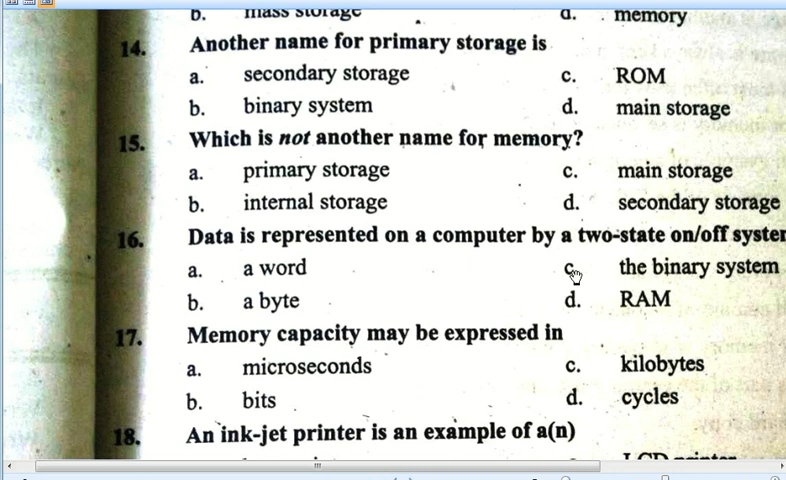 b. mass storage d. memory
14. Another name for primary storage is
a. secondary storage c. ROM
b. binary system d. main storage
15. Which is not another name for memory?
a. primary storage c. main storage
b. internal storage d. secondary storage
16. Data is represented on a computer by a two-state on/off system
a. a word c. the binary system
b. a byte d. RAM
17. Memory capacity may be expressed in
a. microseconds c. kilobytes
b. bits d. cycles
18. An ink-jet printer is an example of a(n)
LCD printer